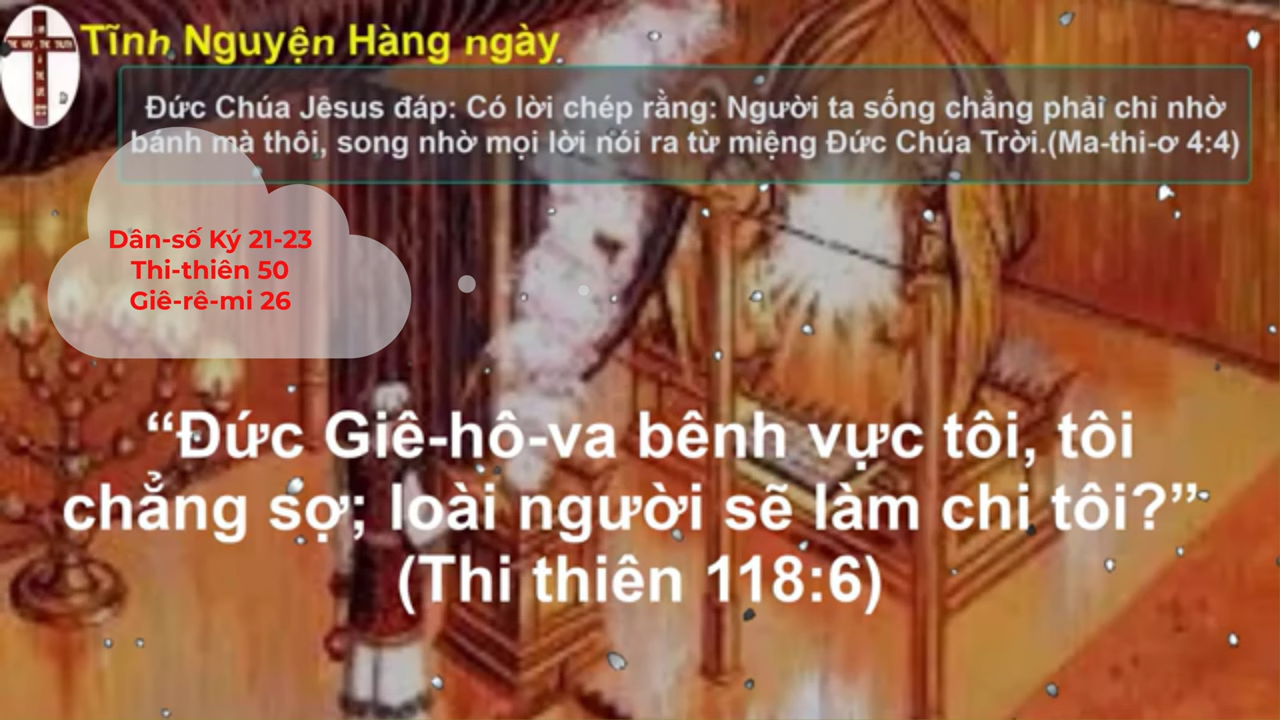 Tĩnh Nguyện Hàng ngày
Đức Chúa Jêsus đáp: Có lời chép rằng: Người ta sống chẳng phải chỉ nhờ
bánh mà thôi, song nhờ mọi lời nói ra từ miệng Đức Chúa Trời.(Ma-thi-ơ 4:4)
Dân-số Ký 21-23
Thi-thiên 50
Giê-rê-mi 26
“Đức Giê-hô-va bênh vực tôi, tôi
chẳng sợ; loài người sẽ làm chi tôi?”
(Thi thiên 118:6)